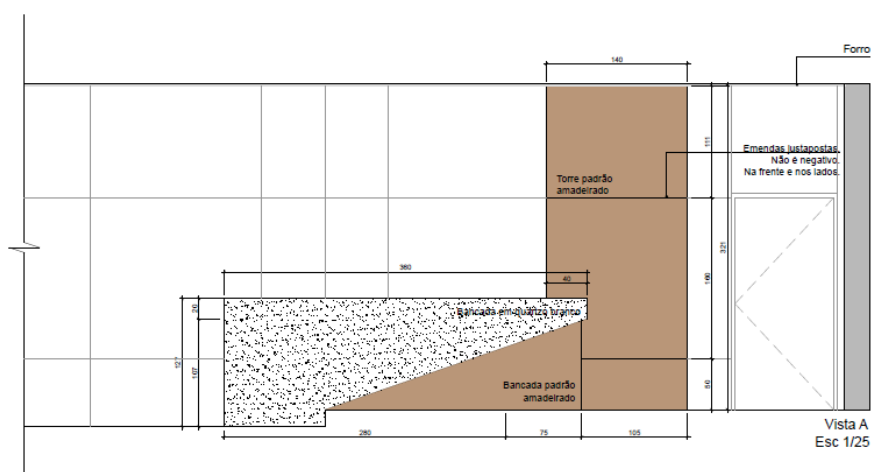 140
Forro
111
Emendas justapostas.
Não é negativo.
Na frente e nos lados.
Torre padrão
amadeirado
321
360
40
160
20
Bancada em quartzo branco
127
107
Bancada padrão
amadeirado
50
280
75
105
Vista A
Esc 1/25